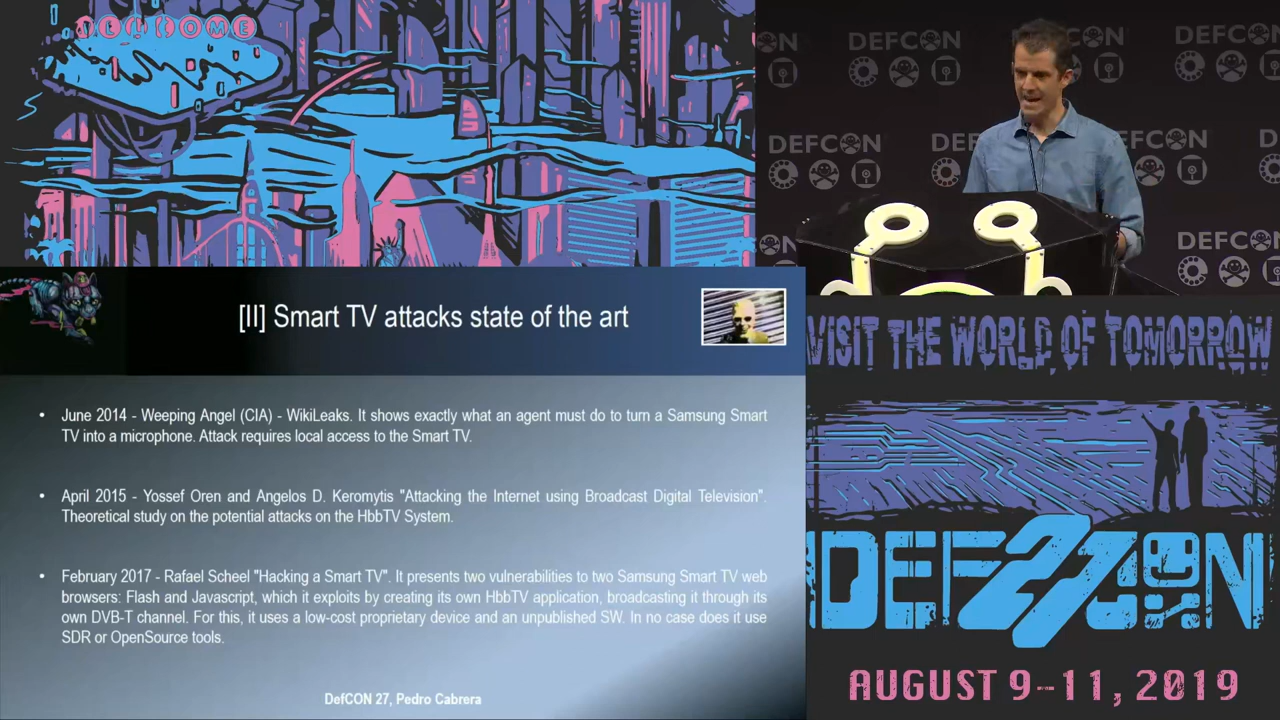 WELCOME
DEFCON
DEFCON
DEFCON
DEFCON
DEFCON
DEFCON
[II] Smart TV attacks state of the art
• June 2014 - Weeping Angel (CIA) - WikiLeaks. It shows exactly what an agent must do to turn a Samsung Smart
TV into a microphone. Attack requires local access to the Smart TV.
• April 2015 - Yossef Oren and Angelos D. Keromytis "Attacking the Internet using Broadcast Digital Television".
Theoretical study on the potential attacks on the HbbTV System.
• February 2017 - Rafael Scheel "Hacking a Smart TV". It presents two vulnerabilities to two Samsung Smart TV web
browsers: Flash and Javascript, which it exploits by creating its own HbbTV application, broadcasting it through its
own DVB-T channel. For this, it uses a low-cost proprietary device and an unpublished SW. In no case does it use
SDR or OpenSource tools.
DefCON 27, Pedro Cabrera
VISIT THE WORLD OF TOMORROW
DEF27CON
AUGUST 9-11, 2019